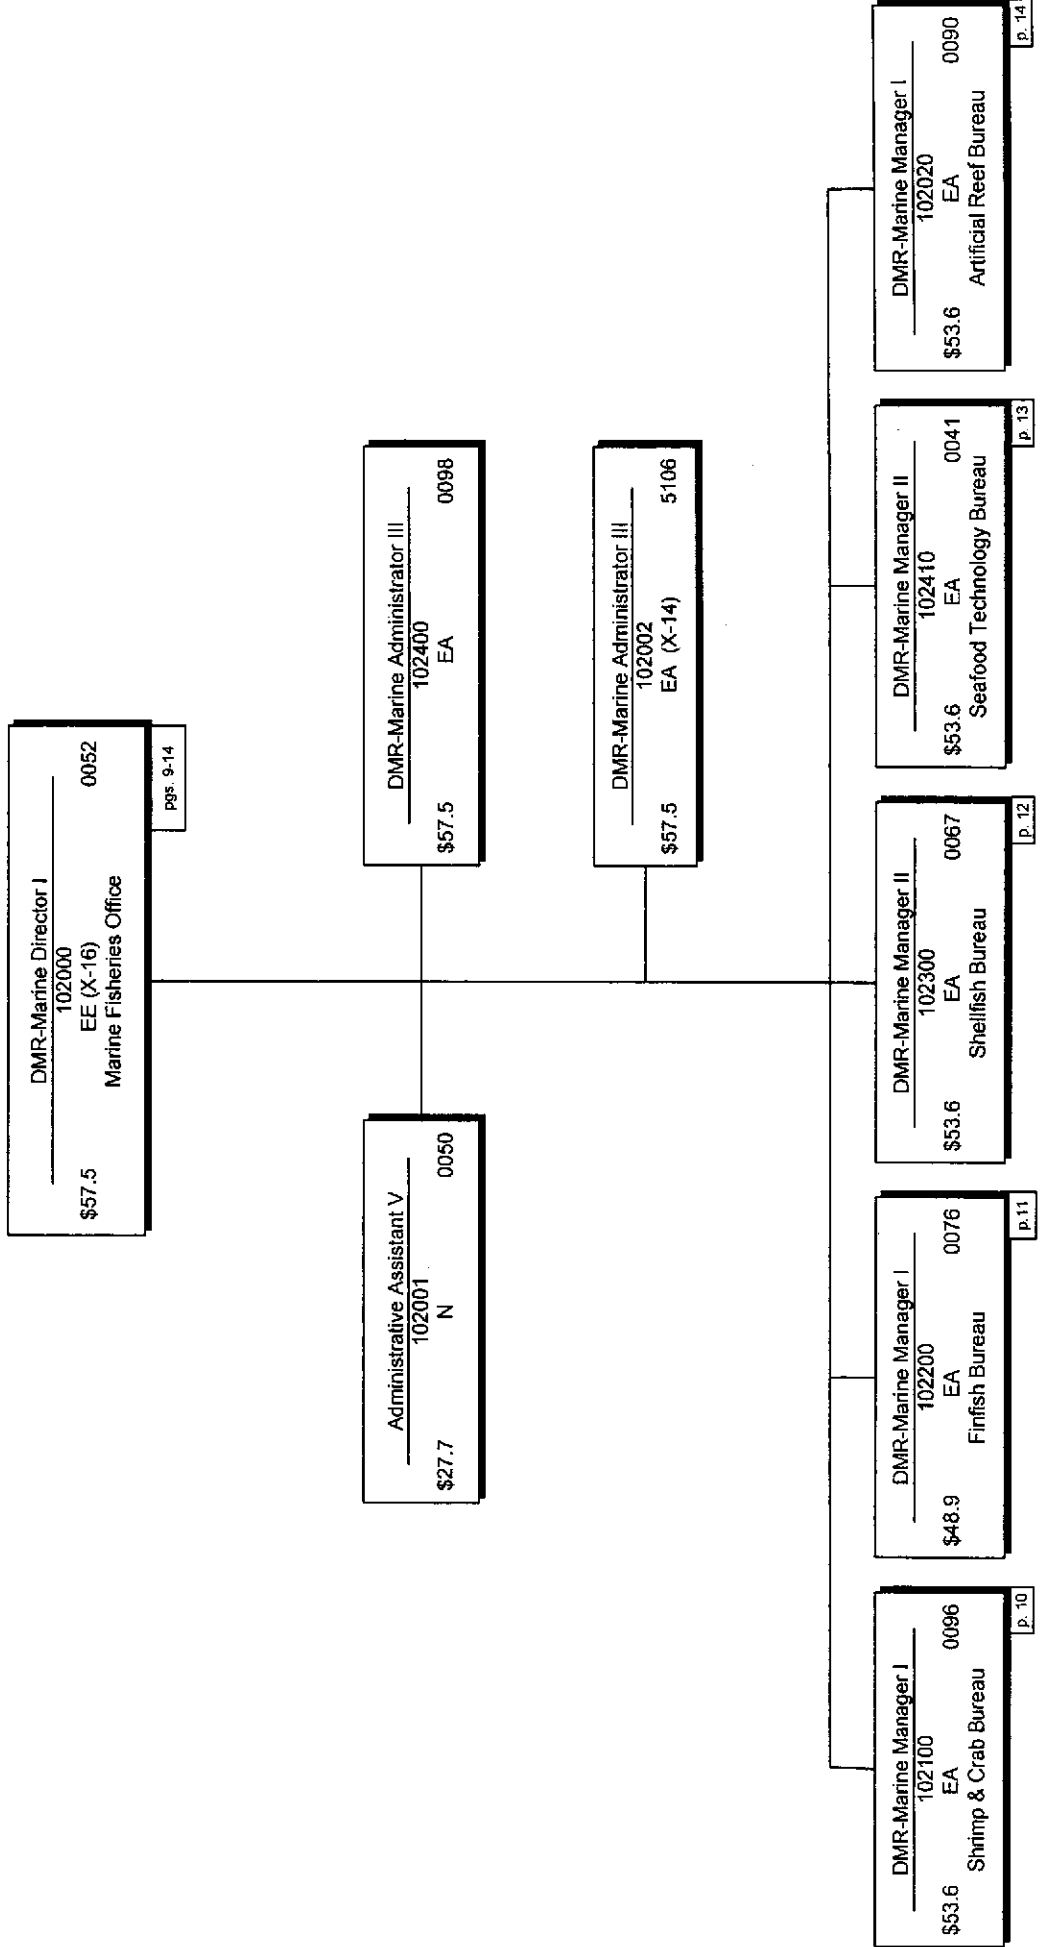 DMR-Marine Director I
102000
$57.5 EE (X-16) 0052
Marine Fisheries Office
pgs. 9-14
Administrative Assistant V
102001
$27.7 N 0050
DMR-Marine Administrator III
102400
$57.5 EA 0098
DMR-Marine Administrator III
102002
$57.5 EA (X-14) 5106
DMR-Marine Manager I
102100
$53.6 EA 0096
Shrimp & Crab Bureau
p. 10
DMR-Marine Manager I
102200
$48.9 EA 0076
Finfish Bureau
p.11
DMR-Marine Manager II
102300
$53.6 EA 0067
Shellfish Bureau
p. 12
DMR-Marine Manager II
102410
$53.6 EA 0041
Seafood Technology Bureau
p. 13
DMR-Marine Manager I
102020
$53.6 EA 0090
Artificial Reef Bureau
p. 14